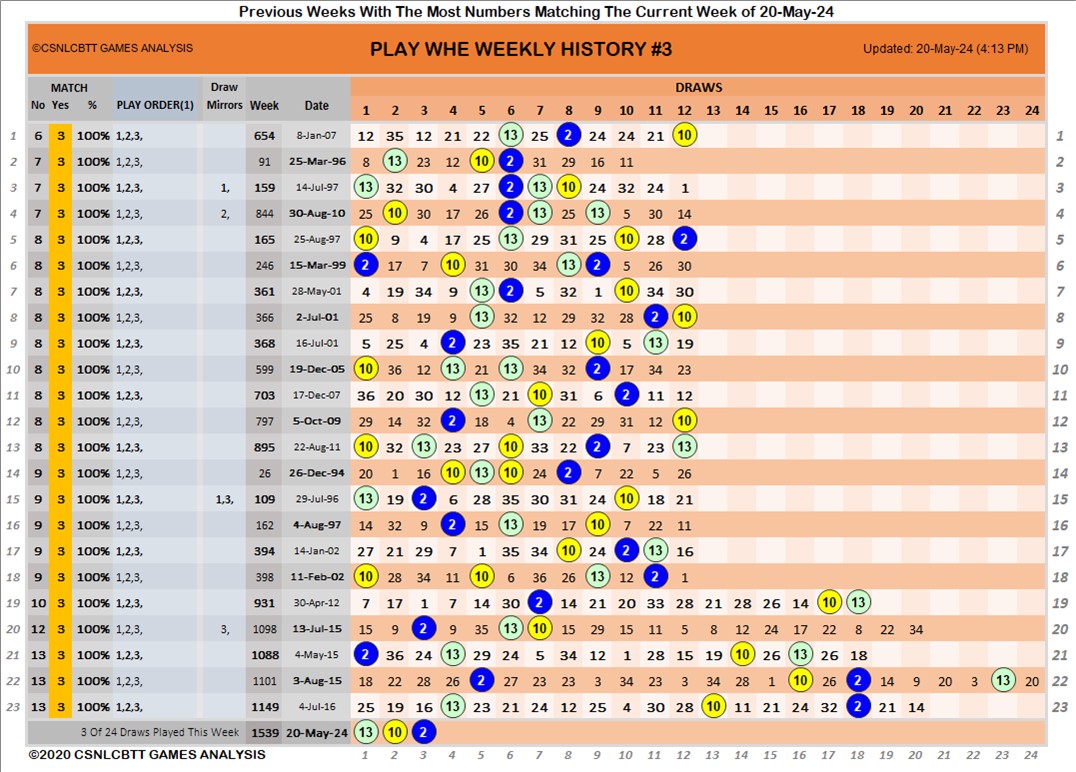 Previous Weeks With The Most Numbers Matching The Current Week of 20-May-24
©CSNLCBTT GAMES ANALYSIS PLAY WHE WEEKLY HISTORY #3 Updated: 20-May-24 (4:13 PM)
MATCH Draw DRAWS
No Yes % PLAY ORDER(1) Mirrors Week Date 1 2 3 4 5 6 7 8 9 10 11 12 13 14 15 16 17 18 19 20 21 22 23 24
1 6 3 100% 1,2,3, 654 8-Jan-07 12 35 12 21 22 13 25 2 24 24 21 10 1
2 7 3 100% 1,2,3, 91 25-Mar-96 8 13 23 12 10 2 31 29 16 11 2
3 7 3 100% 1,2,3, 1, 159 14-Jul-97 13 32 30 4 27 2 13 10 24 32 24 1 3
4 7 3 100% 1,2,3, 2, 844 30-Aug-10 25 10 30 17 26 2 13 25 13 5 30 14 4
5 8 3 100% 1,2,3, 165 25-Aug-97 10 9 4 17 25 13 29 31 25 10 28 2 5
6 8 3 100% 1,2,3, 246 15-Mar-99 2 17 7 10 31 30 34 13 2 5 26 30 6
7 8 3 100% 1,2,3, 361 28-May-01 4 19 34 9 13 2 5 32 1 10 34 30 7
8 8 3 100% 1,2,3, 366 2-Jul-01 25 8 19 9 13 32 12 29 32 28 2 10 8
9 8 3 100% 1,2,3, 368 16-Jul-01 5 25 4 2 23 35 21 12 10 5 13 19 9
10 8 3 100% 1,2,3, 599 19-Dec-05 10 36 12 13 21 13 34 32 2 17 34 23 10
11 8 3 100% 1,2,3, 703 17-Dec-07 36 20 30 12 13 21 10 31 6 2 11 12 11
12 8 3 100% 1,2,3, 797 5-Oct-09 29 14 32 2 18 4 13 22 29 31 12 10 12
13 8 3 100% 1,2,3, 895 22-Aug-11 10 32 13 23 27 10 33 22 2 7 23 13 13
14 9 3 100% 1,2,3, 26 26-Dec-94 20 1 16 10 13 10 24 2 7 22 5 26 14
15 9 3 100% 1,2,3, 1,3, 109 29-Jul-96 13 19 2 6 28 35 30 31 24 10 18 21 15
16 9 3 100% 1,2,3, 162 4-Aug-97 14 32 9 2 15 13 19 17 10 7 22 11 16
17 9 3 100% 1,2,3, 394 14-Jan-02 27 21 29 7 1 35 34 10 24 2 13 16 17
18 9 3 100% 1,2,3, 398 11-Feb-02 10 28 34 11 10 6 36 26 13 12 2 1 18
19 10 3 100% 1,2,3, 931 30-Apr-12 7 17 1 7 14 30 2 14 21 20 33 28 21 28 26 14 10 13 19
20 12 3 100% 1,2,3, 3, 1098 13-Jul-15 15 9 2 9 35 13 10 15 29 15 11 5 8 12 24 17 22 8 22 34 20
21 13 3 100% 1,2,3, 1088 4-May-15 2 36 24 13 29 24 5 34 12 1 28 15 19 10 26 13 26 18 21
22 13 3 100% 1,2,3, 1101 3-Aug-15 18 22 28 26 2 27 23 23 3 34 23 3 34 28 1 10 26 2 14 9 20 3 13 20 22
23 13 3 100% 1,2,3, 1149 4-Jul-16 25 19 16 13 23 21 24 12 25 4 30 28 10 11 21 24 32 2 21 14 23
3 Of 24 Draws Played This Week 1539 20-May-24 13 10 2
©2020 CSNLCBTT GAMES ANALYSIS 1 2 3 4 5 6 7 8 9 10 11 12 13 14 15 16 17 18 19 20 21 22 23 24